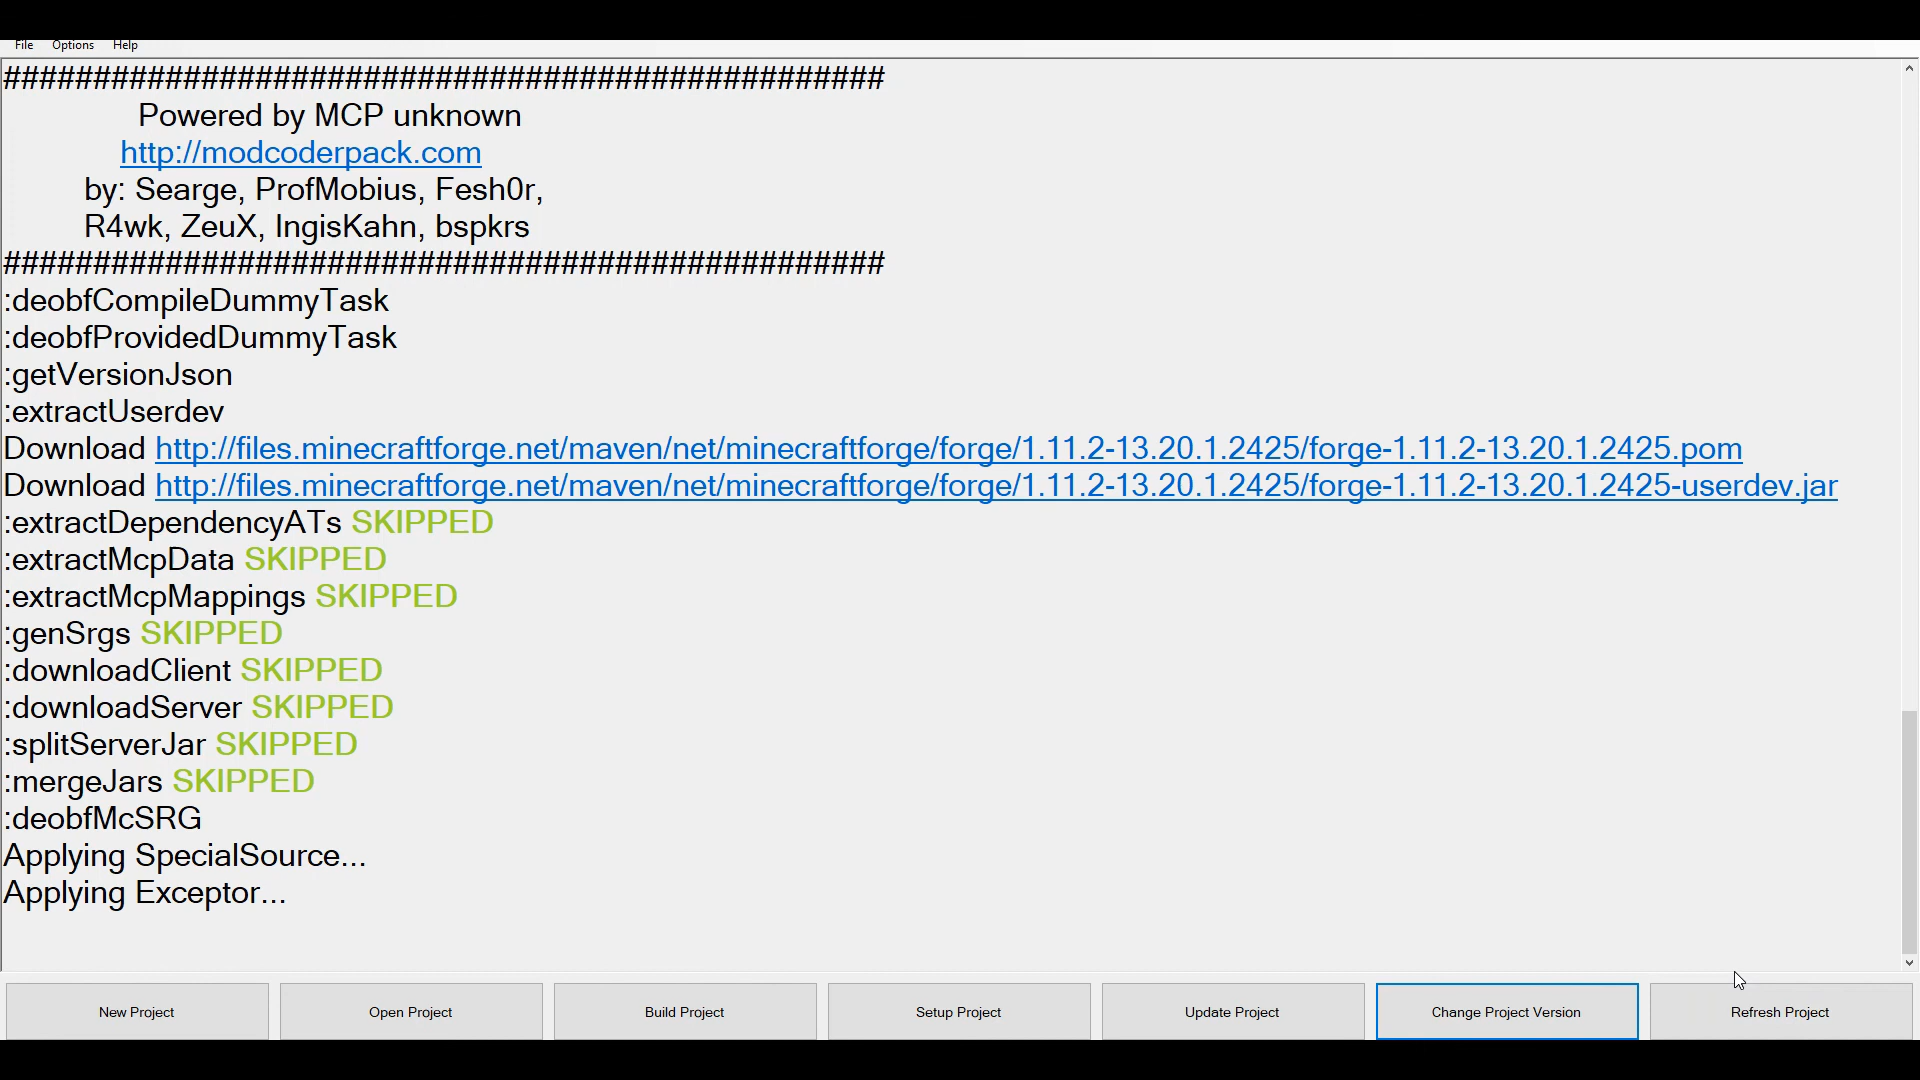 File Options Help
#################################################
Powered by MCP unknown
http://modcoderpack.com
by: Searge, ProfMobius, Fesh0r,
R4wk, ZeuX, IngisKahn, bspkrs
#################################################
:deobfCompileDummyTask
:deobfProvidedDummyTask
:getVersionJson
:extractUserdev
Download http://files.minecraftforge.net/maven/net/minecraftforge/forge/1.11.2-13.20.1.2425/forge-1.11.2-13.20.1.2425.pom
Download http://files.minecraftforge.net/maven/net/minecraftforge/forge/1.11.2-13.20.1.2425/forge-1.11.2-13.20.1.2425-userdev.jar
:extractDependencyATs SKIPPED
:extractMcpData SKIPPED
:extractMcpMappings SKIPPED
:genSrgs SKIPPED
:downloadClient SKIPPED
:downloadServer SKIPPED
:splitServerJar SKIPPED
:mergeJars SKIPPED
:deobfMcSRG
Applying SpecialSource...
Applying Exceptor...
New Project Open Project Build Project Setup Project Update Project Change Project Version Refresh Project